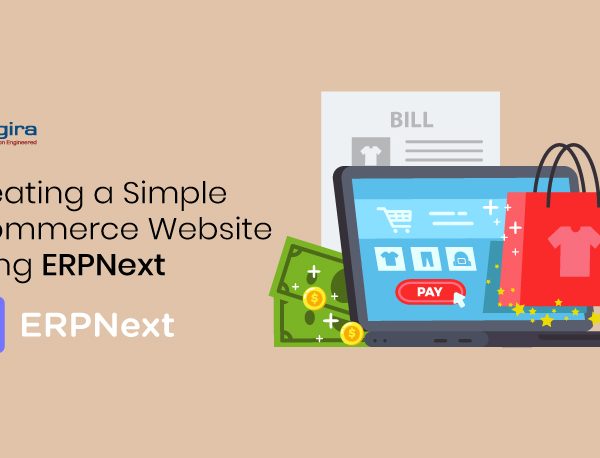 gira
on Engineered
eating a Simple
ommerce Website
ng ERPNext
ERPNext
BILL
PAY